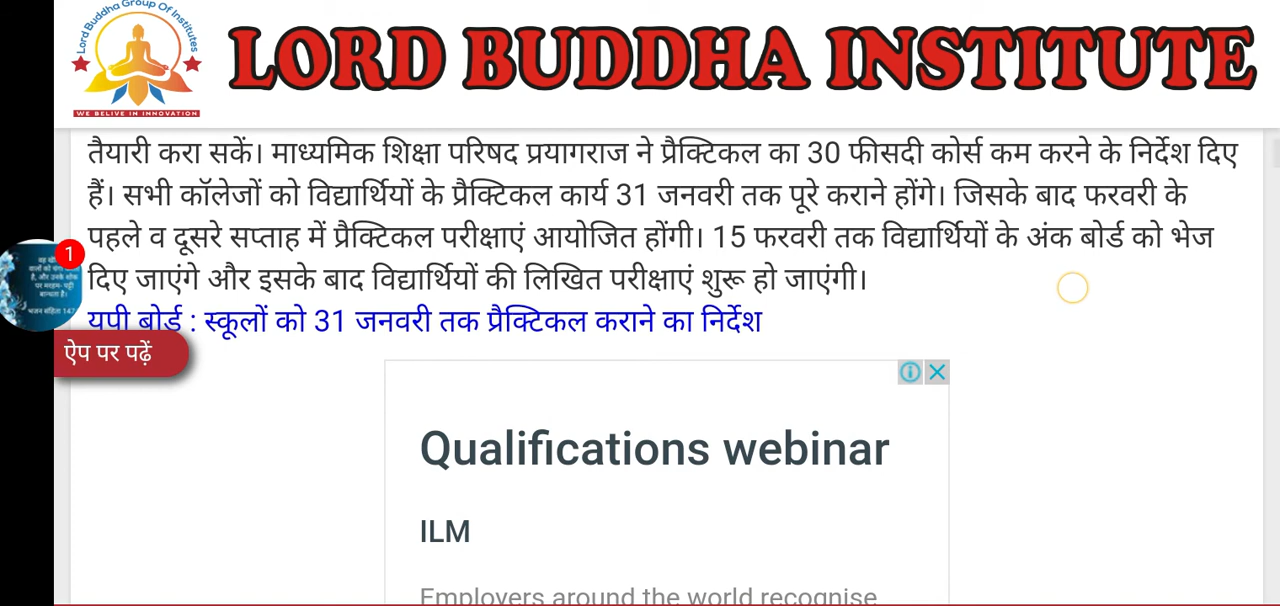 Lord Buddha Group Of Institutes
WE BELIVE IN INNOVATION
LORD BUDDHA INSTITUTE
तैयारी करा सकें। माध्यमिक शिक्षा परिषद प्रयागराज ने प्रैक्टिकल का 30 फीसदी कोर्स कम करने के निर्देश दिए
हैं। सभी कॉलेजों को विद्यार्थियों के प्रैक्टिकल कार्य 31 जनवरी तक पूरे कराने होंगे। जिसके बाद फरवरी के
पहले व दूसरे सप्ताह में प्रैक्टिकल परीक्षाएं आयोजित होंगी। 15 फरवरी तक विद्यार्थियों के अंक बोर्ड को भेज
दिए जाएंगे और इसके बाद विद्यार्थियों की लिखित परीक्षाएं शुरू हो जाएंगी।
यूपी बोर्ड : स्कूलों को 31 जनवरी तक प्रैक्टिकल कराने का निर्देश
1
ऐप पर पढ़ें
Qualifications webinar
ILM
Employers around the world recognise